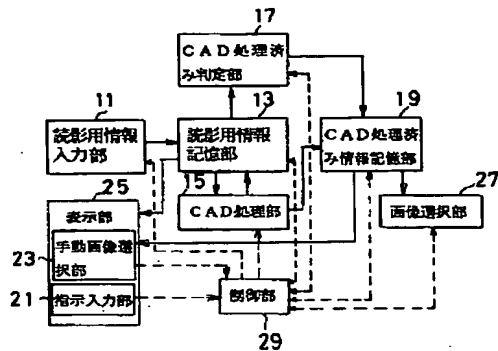 17
CAD処理済
み判定部
11
13
19
読影用情報
入力部
読影用情報
記憶部
CAD処理済
み情報記憶部
25
15
27
表示部
CAD処理部
画像選択部
23
手動画像選
択部
21
指示入力部
制御部
29